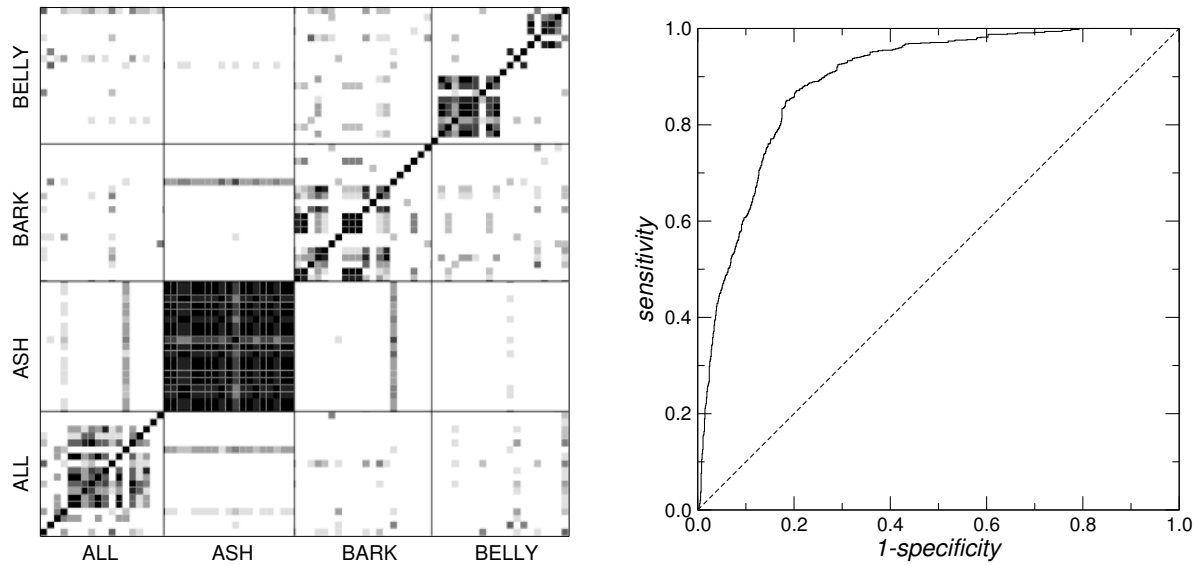 BELLY
BARK
ASH
ALL
ALL ASH BARK BELLY
sensitivity
1.0
0.8
0.6
0.4
0.2
0.0
0.0 0.2 0.4 0.6 0.8 1.0
1-specificity